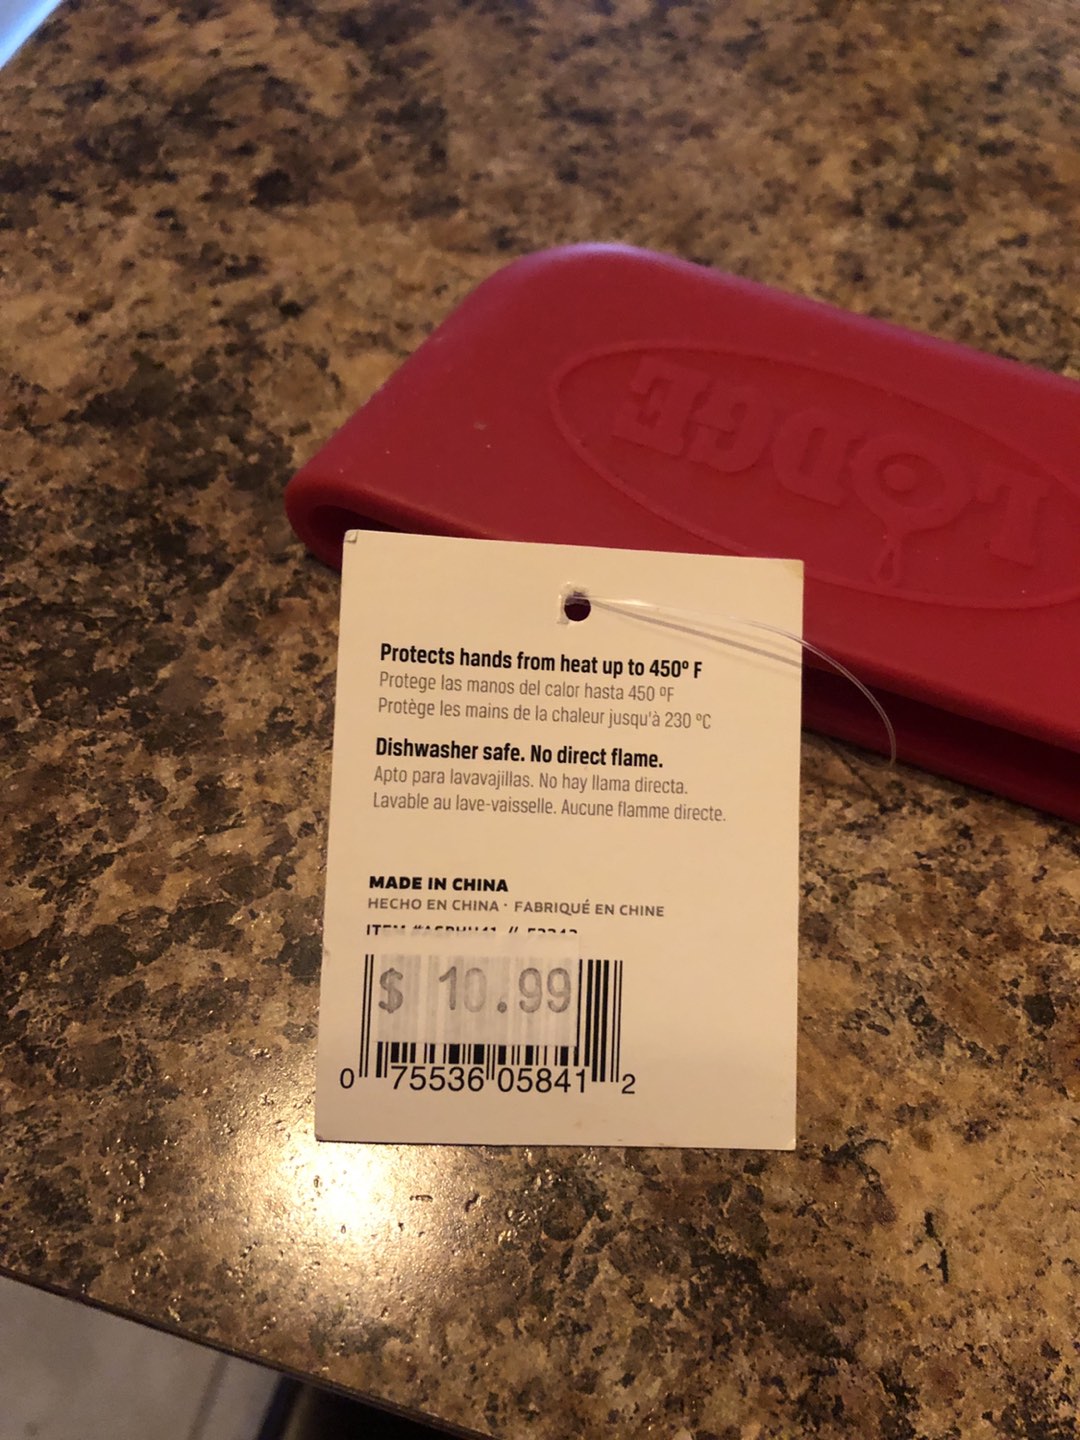 LODGE
Protects hands from heat up to 450º F
Protege las manos del calor hasta 450 ºF
Protège les mains de la chaleur jusqu'à 230 ºC
Dishwasher safe. No direct flame.
Apto para lavavajillas. No hay llama directa.
Lavable au lave-vaisselle. Aucune flamme directe.
MADE IN CHINA
HECHO EN CHINA · FABRIQUÉ EN CHINE
ITEM
$ 10.99
0 75536 05841 2